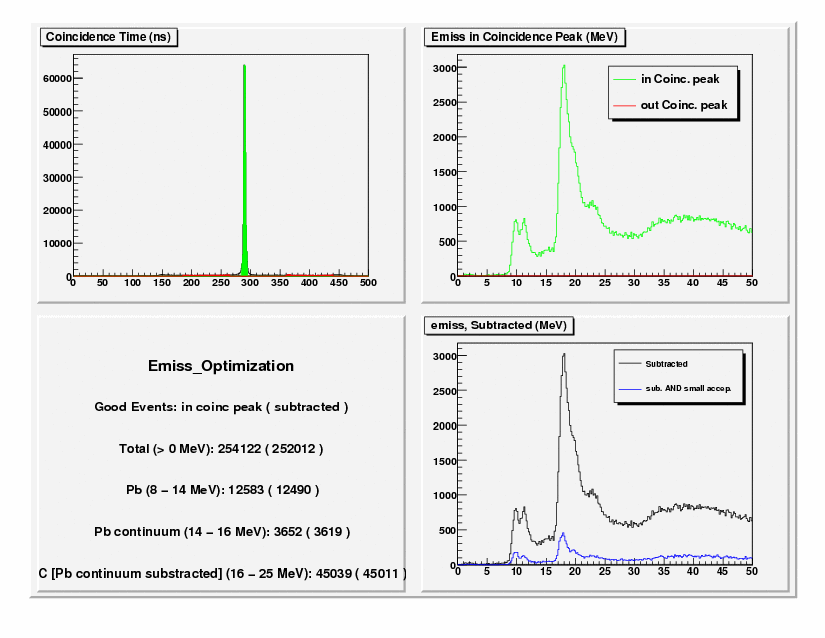 Coincidence Time (ns)
60000
50000
40000
30000
20000
10000
0
0 50 100 150 200 250 300 350 400 450 500
Emiss in Coincidence Peak (MeV)
in Coinc. peak
out Coinc. peak
3000
2500
2000
1500
1000
500
0
0 5 10 15 20 25 30 35 40 45 50
Emiss_Optimization
Good Events: in coinc peak ( subtracted )
Total (> 0 MeV): 254122 ( 252012 )
Pb (8 − 14 MeV): 12583 ( 12490 )
Pb continuum (14 − 16 MeV): 3652 ( 3619 )
C [Pb continuum substracted] (16 − 25 MeV): 45039 ( 45011 )
emiss, Subtracted (MeV)
Subtracted
sub. AND small accep.
3000
2500
2000
1500
1000
500
0
0 5 10 15 20 25 30 35 40 45 50